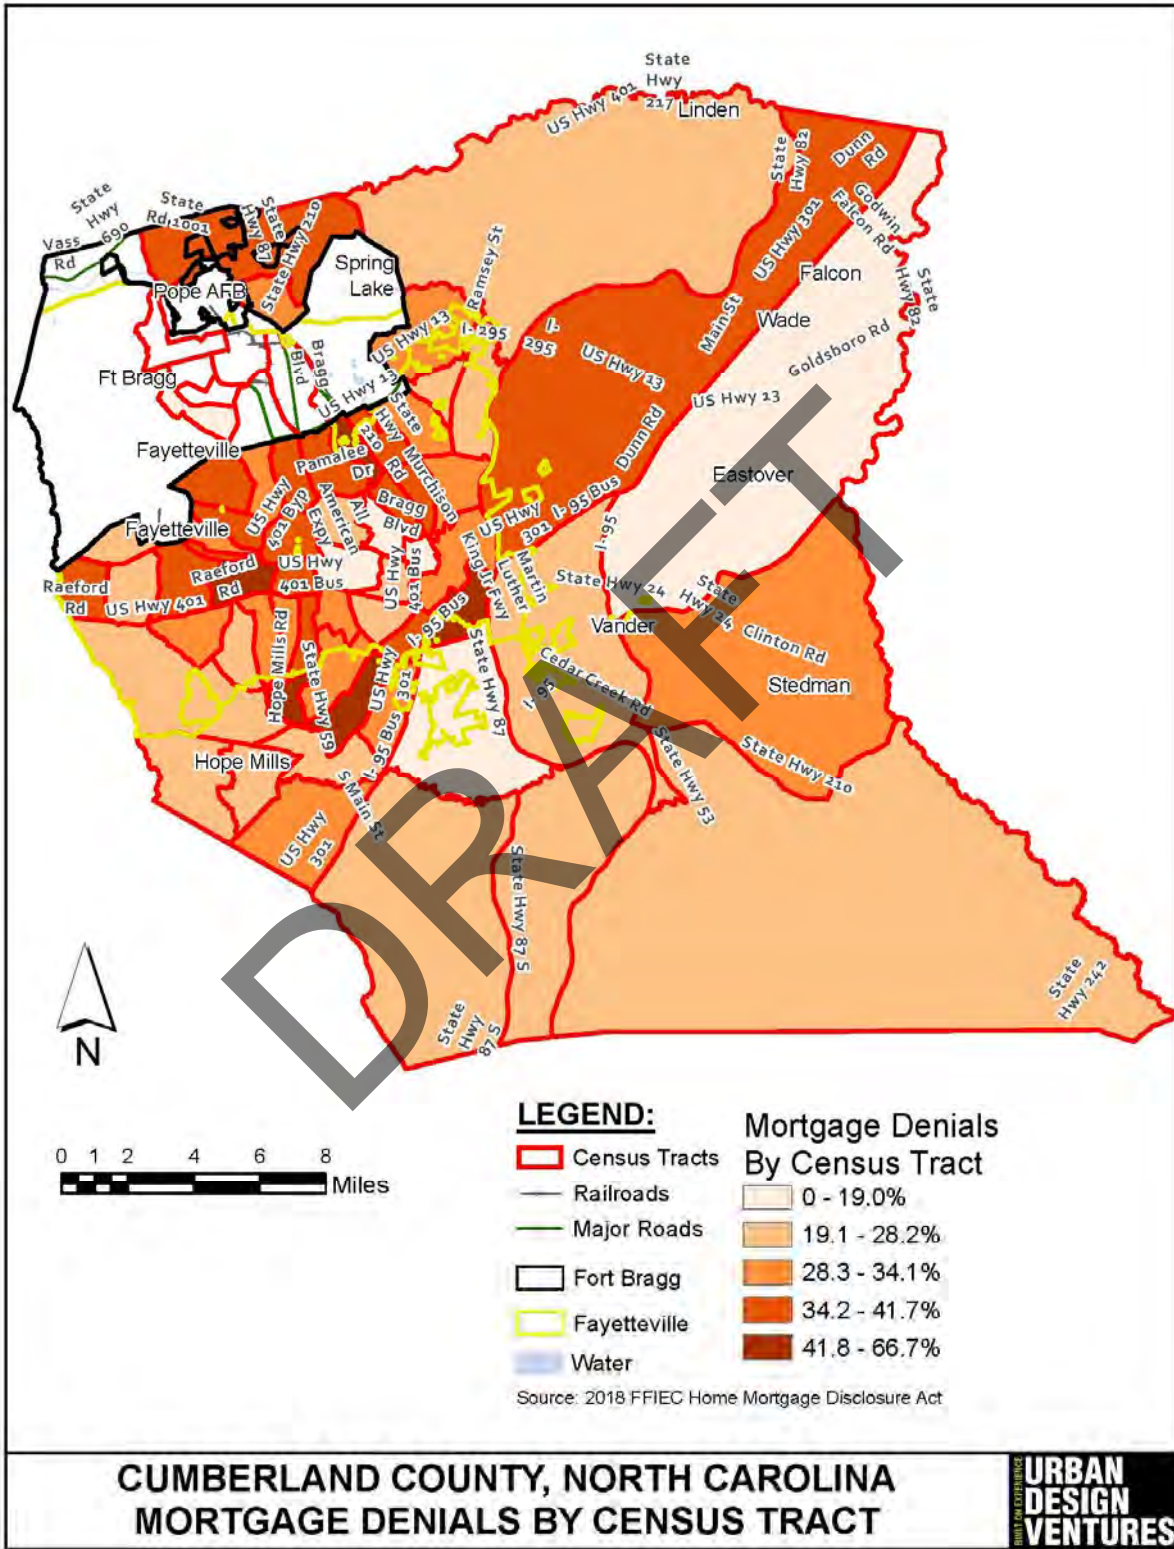 State
Hwy
217
US Hwy 401
Linden
State
Hwy 82
Dunn
Rd
Godwin
Falcon Rd
US Hwy 301
State
Hwy 82
State
Hwy
690
Vass
Rd
State
Rd 1001
State
Hwy 87
State Hwy 210
Spring
Lake
Pope AFB
Ramsey St
Falcon
Wade
Main St
Goldsboro Rd
US Hwy 13
I-295
I-
295
US Hwy 13
US Hwy 13
Ft Bragg
Bragg
Blvd
US Hwy 13
State
Hwy
210
Murchison
Rd
Dunn Rd
Fayetteville
Pamalee
Dr
Eastover
US Hwy
401 Byp
All
American
Expy
Bragg
Blvd
US Hwy
301
I-95 Bus
Fayetteville
I-95
Raeford
Rd
US Hwy
401 Bus
US Hwy
401 Bus
Martin
Luther
King Jr Fwy
State Hwy 24
State
Hwy 24
Raeford
Rd
US Hwy 401
I-95 Bus
Vander
Clinton Rd
Hope Mills Rd
State Hwy 59
US Hwy
301
I-95 Bus
State Hwy 87
Cedar Creek Rd
I-95
Stedman
State Hwy 53
State Hwy 210
Hope Mills
S Main St
US Hwy
301
State Hwy 87 S
State
Hwy
87 S
State
Hwy 242
DRAFT
N
0 1 2 4 6 8
Miles
LEGEND:
Census Tracts
Railroads
Major Roads
Fort Bragg
Fayetteville
Water
Mortgage Denials
By Census Tract
0 - 19.0%
19.1 - 28.2%
28.3 - 34.1%
34.2 - 41.7%
41.8 - 66.7%
Source: 2018 FFIEC Home Mortgage Disclosure Act
CUMBERLAND COUNTY, NORTH CAROLINA
MORTGAGE DENIALS BY CENSUS TRACT
BUILT ON EXPERIENCE
URBAN
DESIGN
VENTURES